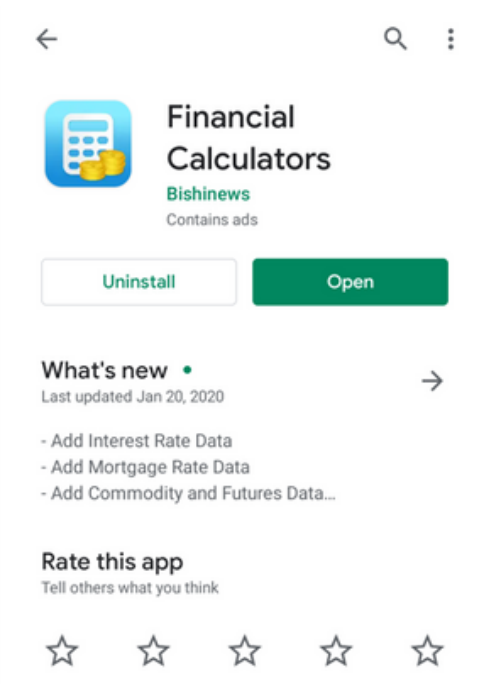 Financial
Calculators
Bishinews
Contains ads
Uninstall
Open
What's new
Last updated Jan 20, 2020
- Add Interest Rate Data
- Add Mortgage Rate Data
- Add Commodity and Futures Data...
Rate this app
Tell others what you think